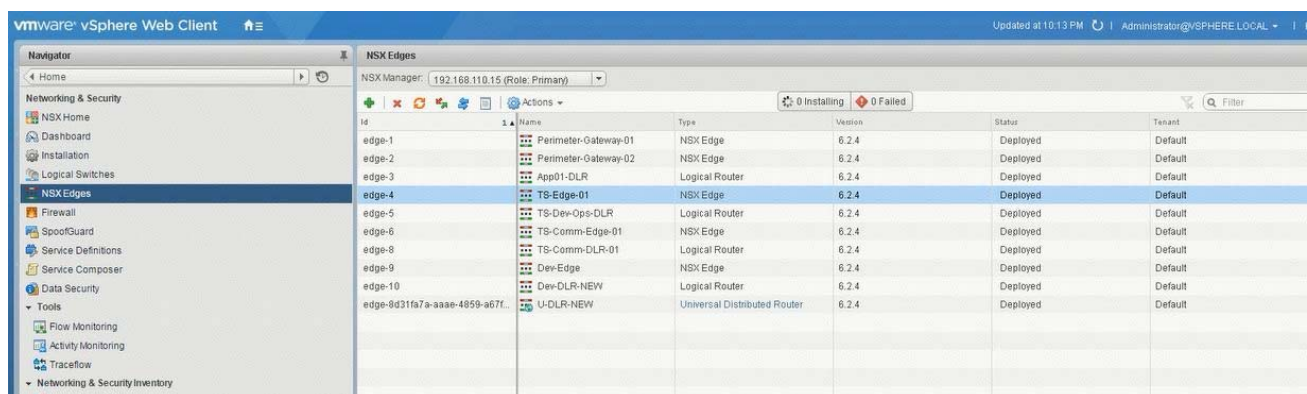 vmware® vSphere Web Client
Updated at 10:13 PM | Administrator@VSPHERE.LOCAL
Navigator
Home
Networking & Security
NSX Home
Dashboard
Installation
Logical Switches
NSX Edges
Firewall
SpoofGuard
Service Definitions
Service Composer
Data Security
Tools
Flow Monitoring
Activity Monitoring
Traceflow
Networking & Security Inventory
NSX Edges
NSX Manager: 192.168.110.15 (Role: Primary)
Actions 0 Installing 0 Failed Filter
Id 1 Name Type Version Status Tenant
edge-1 Perimeter-Gateway-01 NSX Edge 6.2.4 Deployed Default
edge-2 Perimeter-Gateway-02 NSX Edge 6.2.4 Deployed Default
edge-3 App01-DLR Logical Router 6.2.4 Deployed Default
edge-4 TS-Edge-01 NSX Edge 6.2.4 Deployed Default
edge-5 TS-Dev-Ops-DLR Logical Router 6.2.4 Deployed Default
edge-6 TS-Comm-Edge-01 NSX Edge 6.2.4 Deployed Default
edge-8 TS-Comm-DLR-01 Logical Router 6.2.4 Deployed Default
edge-9 Dev-Edge NSX Edge 6.2.4 Deployed Default
edge-10 Dev-DLR-NEW Logical Router 6.2.4 Deployed Default
edge-8d31fa7a-aaae-4859-a67f... U-DLR-NEW Universal Distributed Router 6.2.4 Deployed Default